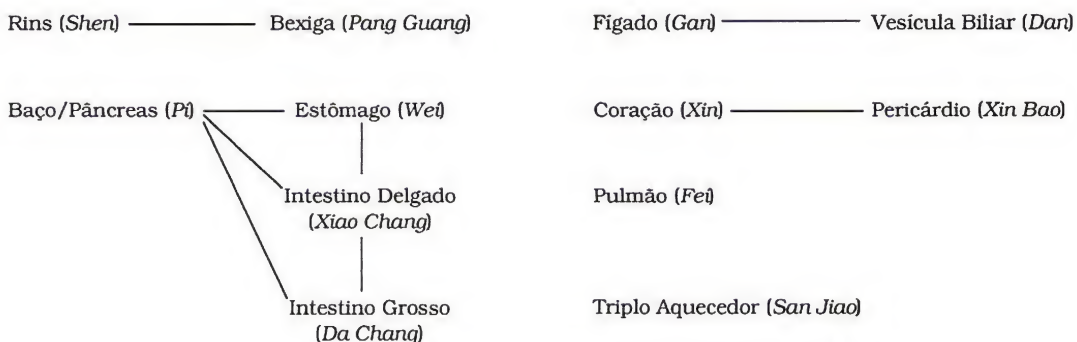 Rins (Shen) Bexiga (Pang Guang) Fígado (Gan) Vesícula Biliar (Dan)
Baço/Pâncreas (Pi) Estômago (Wei) Coração (Xin) Pericárdio (Xin Bao)
Intestino Delgado Pulmão (Fei)
(Xiao Chang)
Intestino Grosso Triplo Aquecedor (San Jiao)
(Da Chang)